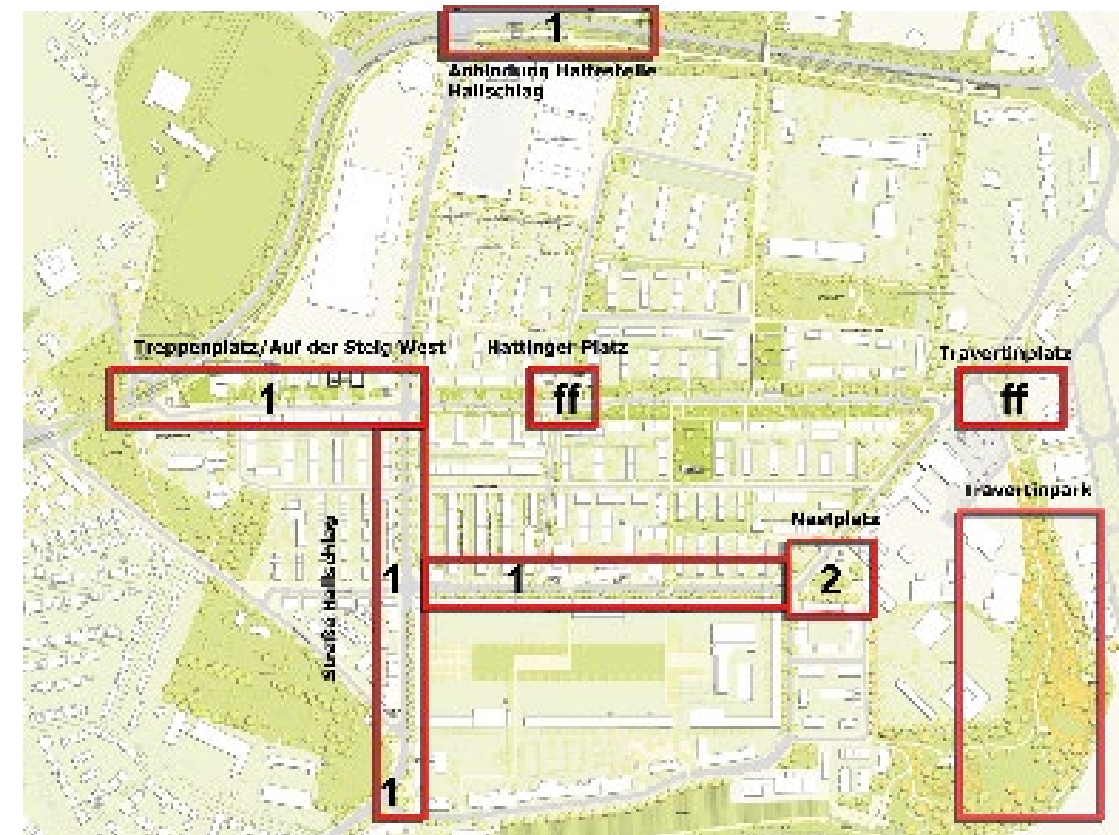 1
Anbindung Haltestelle
Hallschlag
Treppenplatz/Auf der Steig West
Hattinger Platz
Travertinplatz
1
ff
ff
Travertinpark
Nastplatz
Straße Hallschlag
1
1
2
1